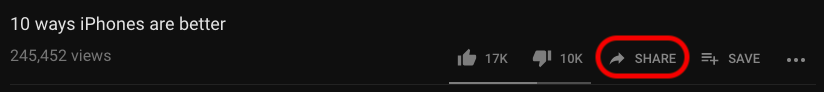 10 ways iPhones are better
245,452 views
17K 10K SHARE SAVE